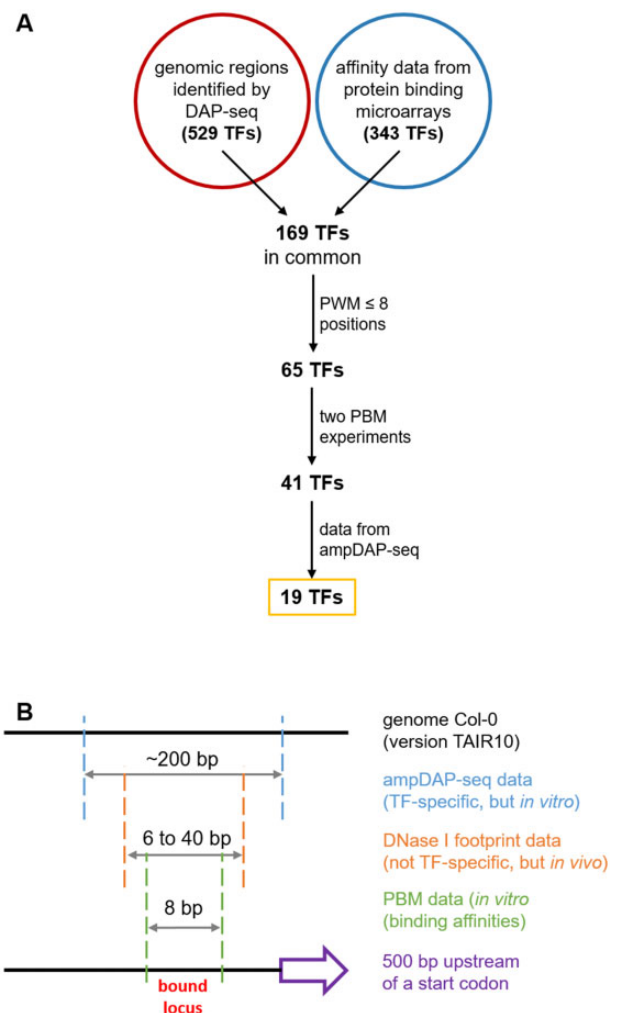 A
genomic regions
identified by
DAP-seq
(529 TFs)
affinity data from
protein binding
microarrays
(343 TFs)
169 TFs
in common
PWM ≤ 8
positions
65 TFs
two PBM
experiments
41 TFs
data from
ampDAP-seq
19 TFs
B
genome Col-0
(version TAIR10)
~200 bp
ampDAP-seq data
(TF-specific, but in vitro)
6 to 40 bp
DNase I footprint data
(not TF-specific, but in vivo)
8 bp
PBM data (in vitro
(binding affinities)
bound
locus
500 bp upstream
of a start codon